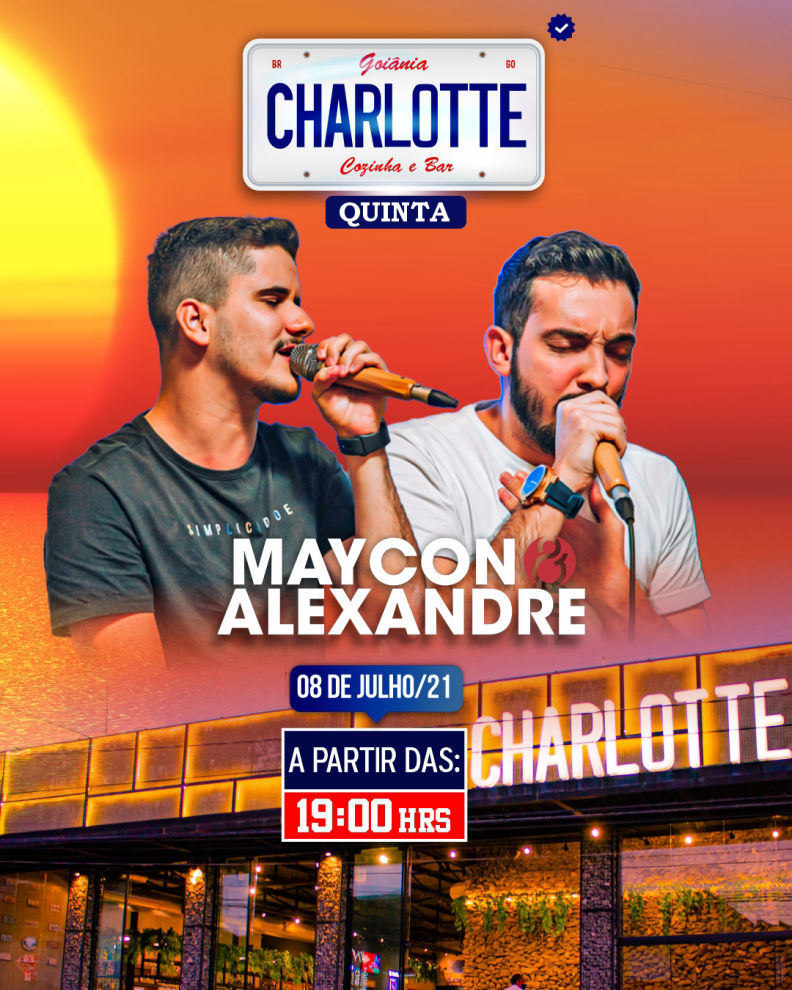 BR Goiânia GO
CHARLOTTE
Cozinha e Bar
QUINTA
SIMPLICIDDE
MAYCON &
ALEXANDRE
08 DE JULHO/21
CHARLOTTE
A PARTIR DAS:
19:00 HRS